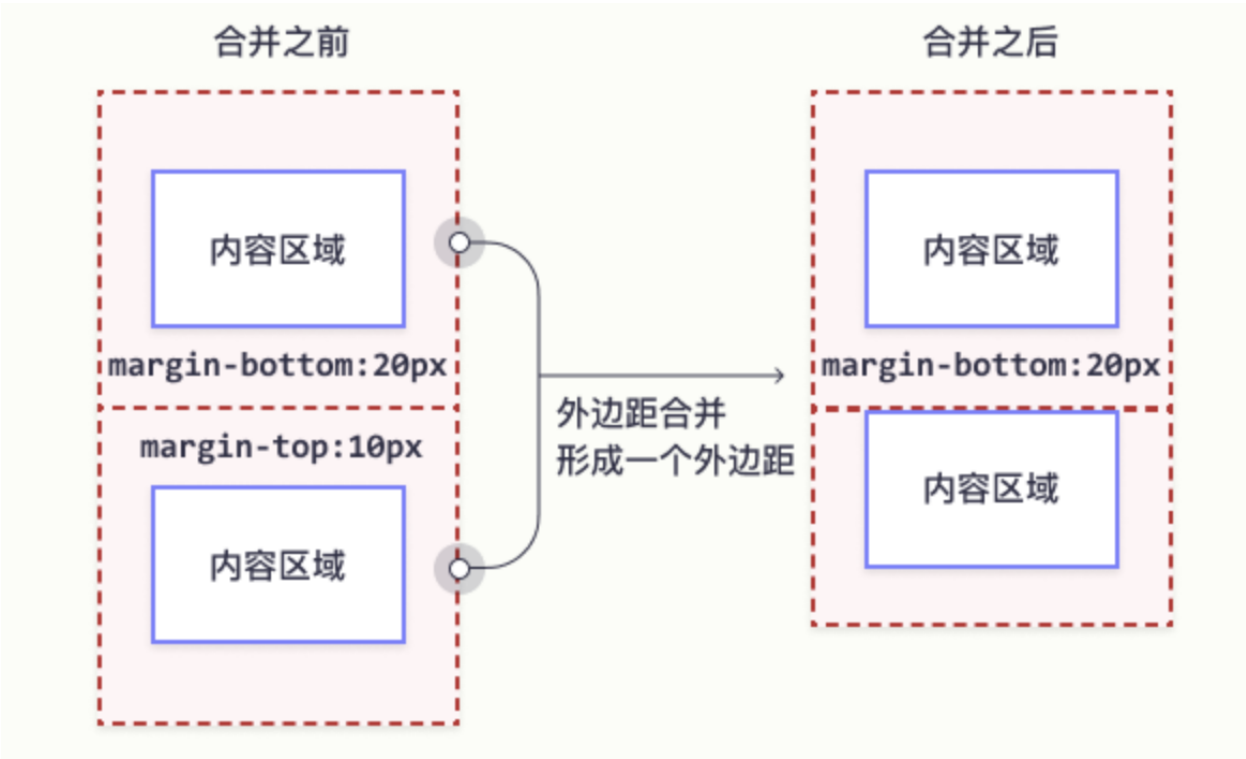 合并之前
合并之后
内容区域
margin-bottom:20px
margin-top:10px
内容区域
外边距合并
形成一个外边距
内容区域
margin-bottom:20px
内容区域